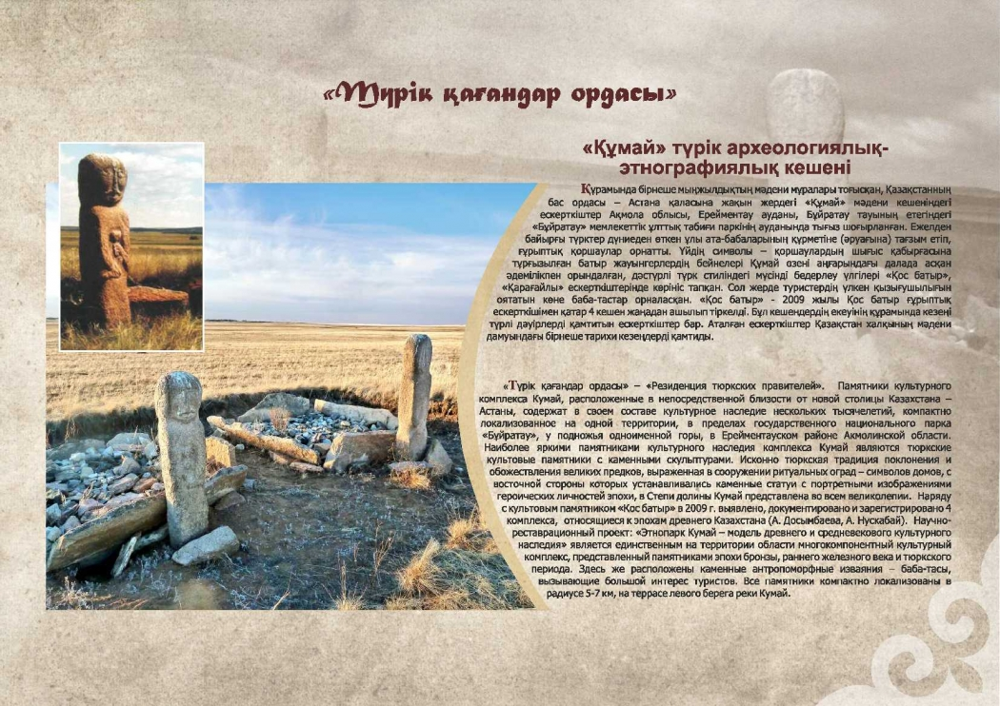 «Түрік қағандар ордасы»
«Құмай» түрік археологиялық-
этнографиялық кешені
Құрамында бірнеше мыңжылдықтың мәдени мұралары тоғысқан, Қазақстанның
бас ордасы – Астана қаласына жақын жердегі «Құмай» мәдени кешеніндегі
ескерткіштер Ақмола облысы, Ерейментау ауданы, Бұйратау тауының етегіндегі
«Бұйратау» мемлекеттік ұлттық табиғи паркінің ауданында тығыз шоғырланған. Ежелден
байырғы түрктер дүниеден өткен ұлы ата-бабаларының құрметіне (әруағына) тағзым етіп,
ғұрыптық қоршаулар орнатты. Үйдің символы – қоршаулардың шығыс қабырғасына
тұрғызылған батыр жауынгерлердің бейнелері Құмай өзені аңғарындағы далада асқан
әдемілікпен орындалған, дәстүрлі түрк стиліндегі мүсінді бедерлеу үлгілері «Қос батыр»,
«Қарағайлы» ескерткіштерінде көрініс тапқан. Сол жерде туристердің үлкен қызығушылығын
оятатын көне баба-тастар орналасқан. «Қос батыр» - 2009 жылы Қос батыр ғұрыптық
ескерткішімен қатар 4 кешен жаңадан ашылып тіркелді. Бұл кешендердің екеуінің құрамында кезеңі
түрлі дәуірлерді қамтитын ескерткіштер бар. Аталған ескерткіштер Қазақстан халқының мәдени
дамуындағы бірнеше тарихи кезеңдерді қамтиды.
«Түрік қағандар ордасы» – «Резиденция тюркских правителей». Памятники культурного
комплекса Кумай, расположенные в непосредственной близости от новой столицы Казахстана –
Астаны, содержат в своем составе культурное наследие нескольких тысячелетий, компактно
локализованное на одной территории, в пределах государственного национального парка
«Буйратау», у подножья одноименной горы, в Ерейментауском районе Акмолинской области.
Наиболее яркими памятниками культурного наследия комплекса Кумай являются тюркские
культовые памятники с каменными скульптурами. Исконно тюркская традиция поклонения и
обожествления великих предков, выраженная в сооружении ритуальных оград – символов домов, с
восточной стороны которых устанавливались каменные статуи с портретными изображениями
героических личностей эпохи, в Степи долины Кумай представлена во всем великолепии. Наряду
с культовым памятником «Кос батыр» в 2009 г. выявлено, документировано и зарегистрировано 4
комплекса, относящиеся к эпохам древнего Казахстана (А. Досымбаева, А. Нускабай). Научно-
реставрационный проект: «Этнопарк Кумай – модель древнего и средневекового культурного
наследия» является единственным на территории области многокомпонентный культурный
комплекс, представленный памятниками эпохи бронзы, раннего железного века и тюркского
периода. Здесь же расположены каменные антропоморфные изваяния – баба-тасы,
вызывающие большой интерес туристов. Все памятники компактно локализованы в
радиусе 5-7 км, на террасе левого берега реки Кумай.